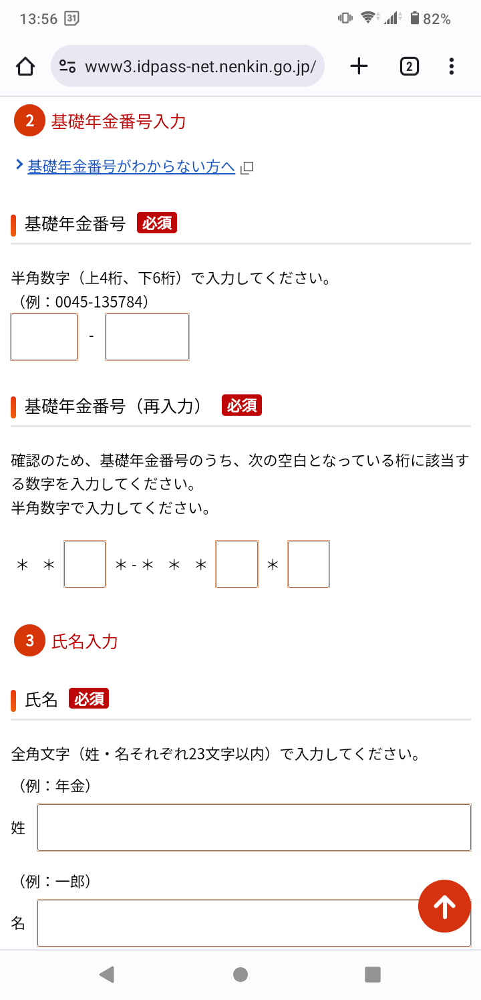 13:56 31 82%
www3.idpass-net.nenkin.go.jp/ 2
2 基礎年金番号入力
基礎年金番号がわからない方へ
基礎年金番号 必須
半角数字（上4桁、下6桁）で入力してください。
（例：0045-135784）
-
基礎年金番号（再入力） 必須
確認のため、基礎年金番号のうち、次の空白となっている桁に該当す
る数字を入力してください。
半角数字で入力してください。
＊ ＊ ＊-＊ ＊ ＊ ＊
3 氏名入力
氏名 必須
全角文字（姓・名それぞれ23文字以内）で入力してください。
（例：年金）
姓
（例：一郎）
名